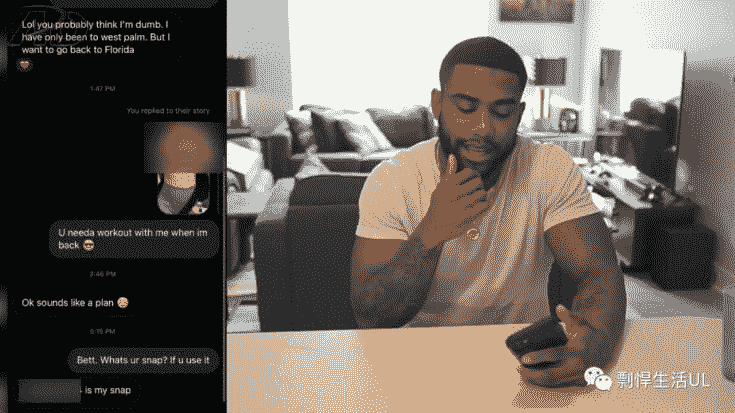 Lol you probably think I'm dumb. I
have only been to west palm. But I
want to go back to Florida
1:47 PM
You replied to their story
U needa workout with me when im
back 😎
2:46 PM
Ok sounds like a plan
5:15 PM
Bett. Whats ur snap? If u use it
is my snap
剽悍生活UL